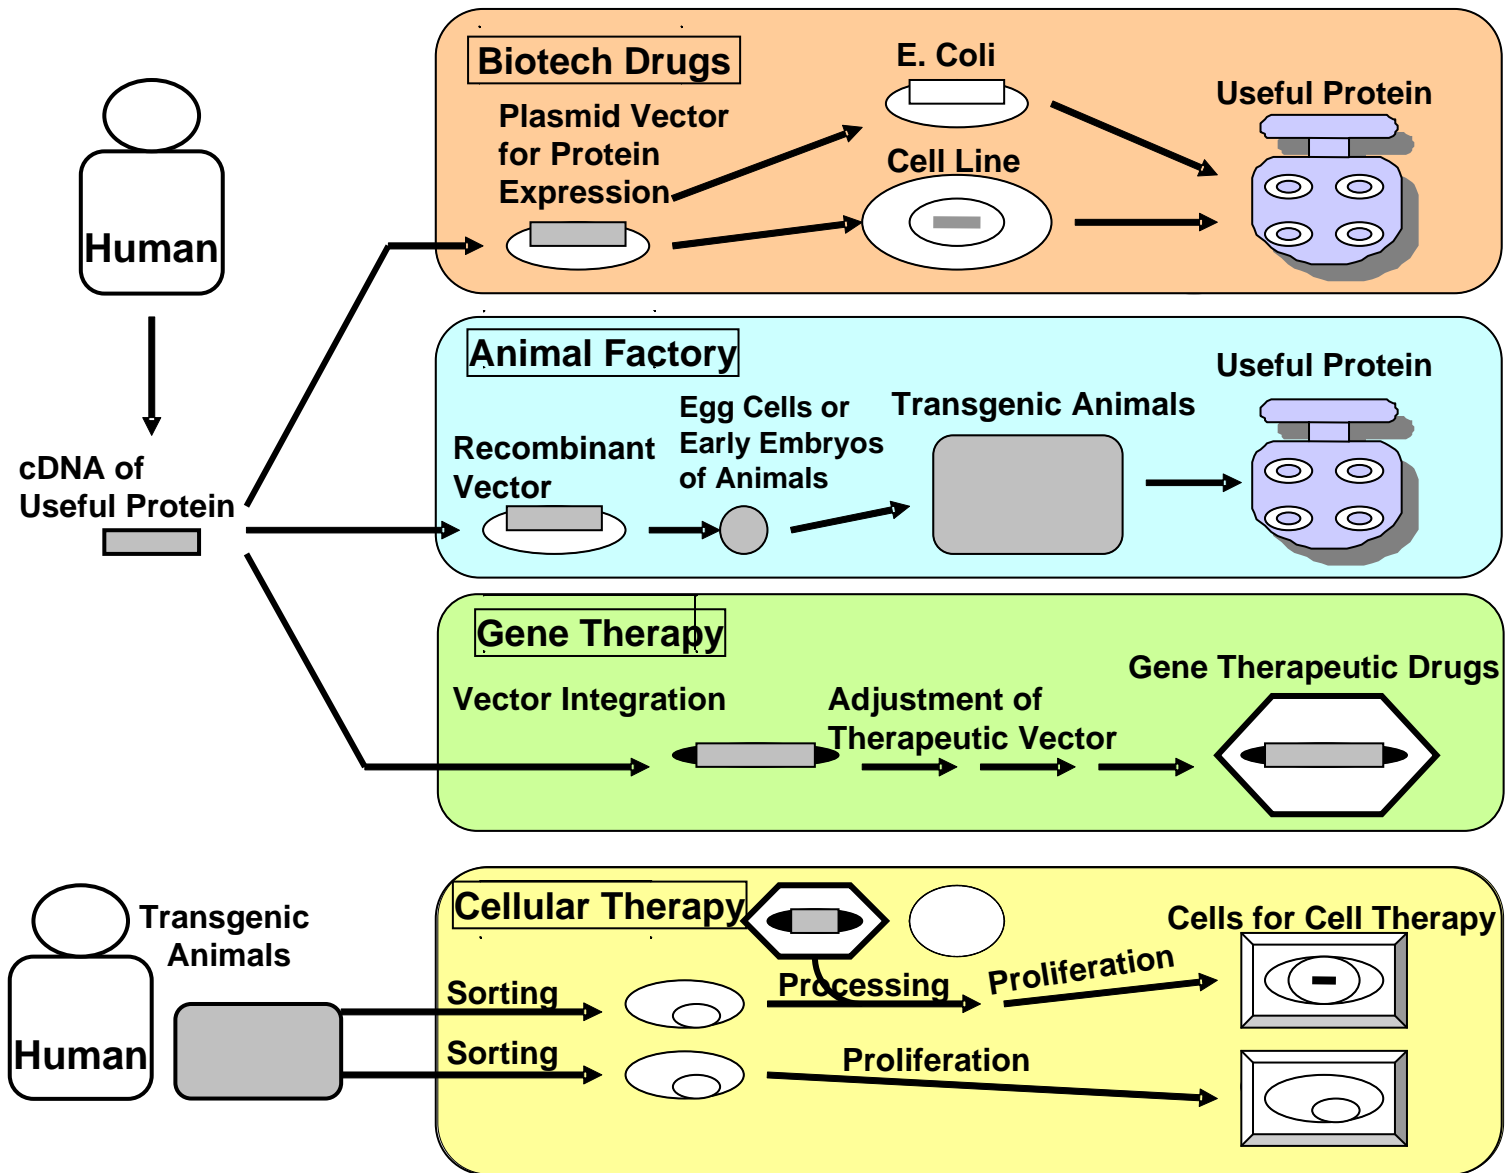 Human
cDNA of
Useful Protein
Biotech Drugs
Plasmid Vector
for Protein
Expression
E. Coli
Cell Line
Useful Protein
Animal Factory
Recombinant
Vector
Egg Cells or
Early Embryos
of Animals
Transgenic Animals
Useful Protein
Gene Therapy
Vector Integration
Adjustment of
Therapeutic Vector
Gene Therapeutic Drugs
Human
Transgenic
Animals
Cellular Therapy
Sorting
Processing
Proliferation
Cells for Cell Therapy
Sorting
Proliferation